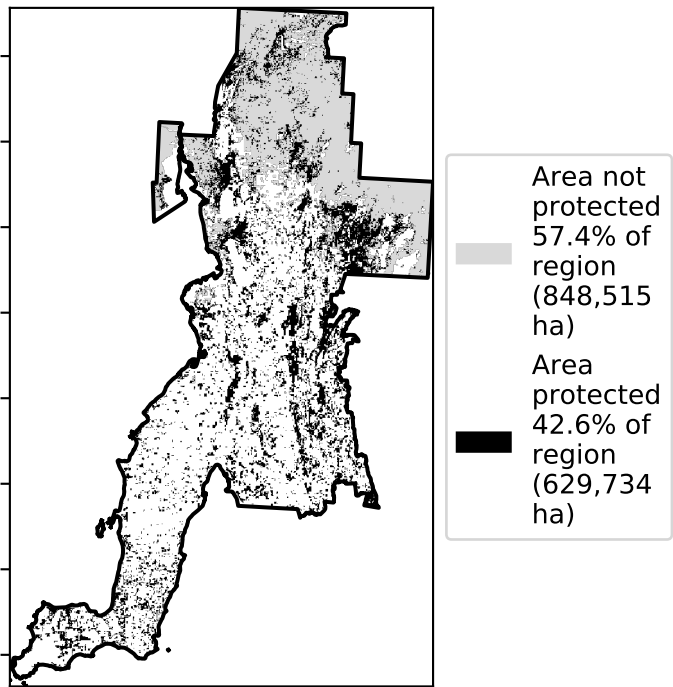 Area not
protected
57.4% of
region
(848,515
ha)
Area
protected
42.6% of
region
(629,734
ha)